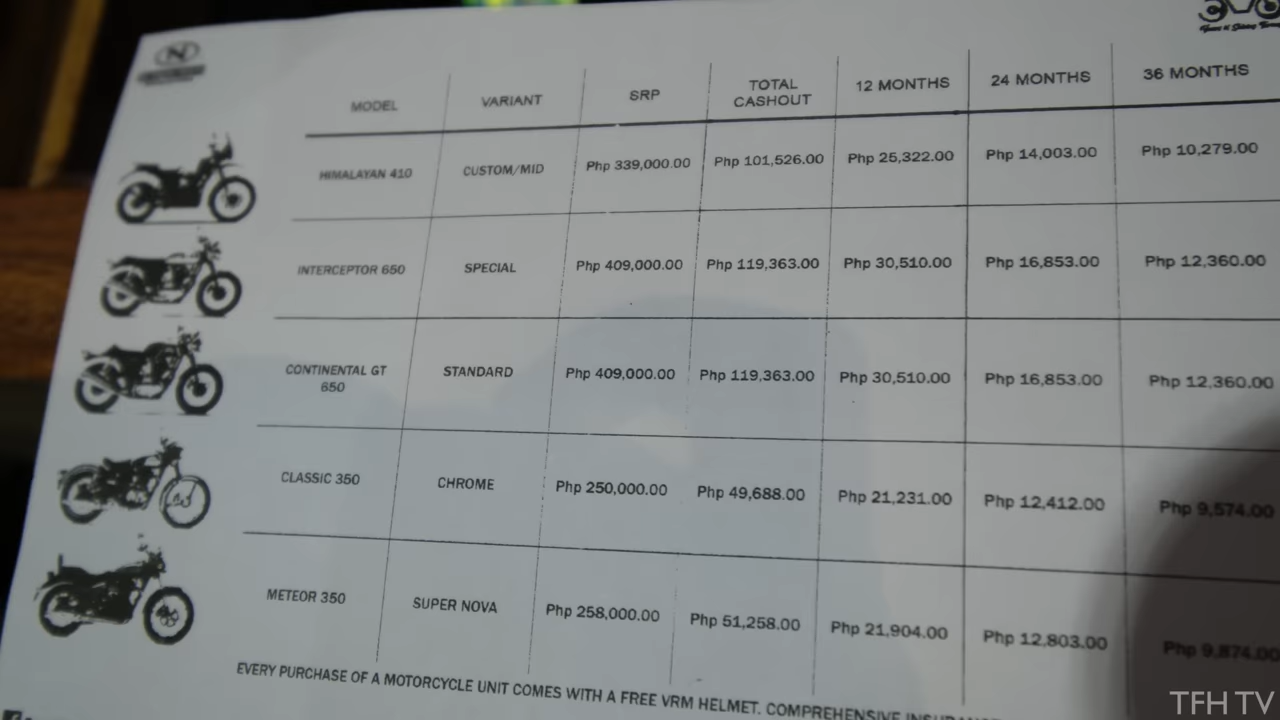 MODEL VARIANT SRP TOTAL CASHOUT 12 MONTHS 24 MONTHS 36 MONTHS
HIMALAYAN 410 CUSTOM/MID Php 339,000.00 Php 101,526.00 Php 25,322.00 Php 14,003.00 Php 10,279.00
INTERCEPTOR 650 SPECIAL Php 409,000.00 Php 119,363.00 Php 30,510.00 Php 16,853.00 Php 12,360.00
CONTINENTAL GT 650 STANDARD Php 409,000.00 Php 119,363.00 Php 30,510.00 Php 16,853.00 Php 12,360.00
CLASSIC 350 CHROME Php 250,000.00 Php 49,688.00 Php 21,231.00 Php 12,412.00 Php 9,574.00
METEOR 350 SUPER NOVA Php 258,000.00 Php 51,258.00 Php 21,904.00 Php 12,803.00 Php 9,874.00
EVERY PURCHASE OF A MOTORCYCLE UNIT COMES WITH A FREE VRM HELMET. COMPREHENSIVE
TFH TV